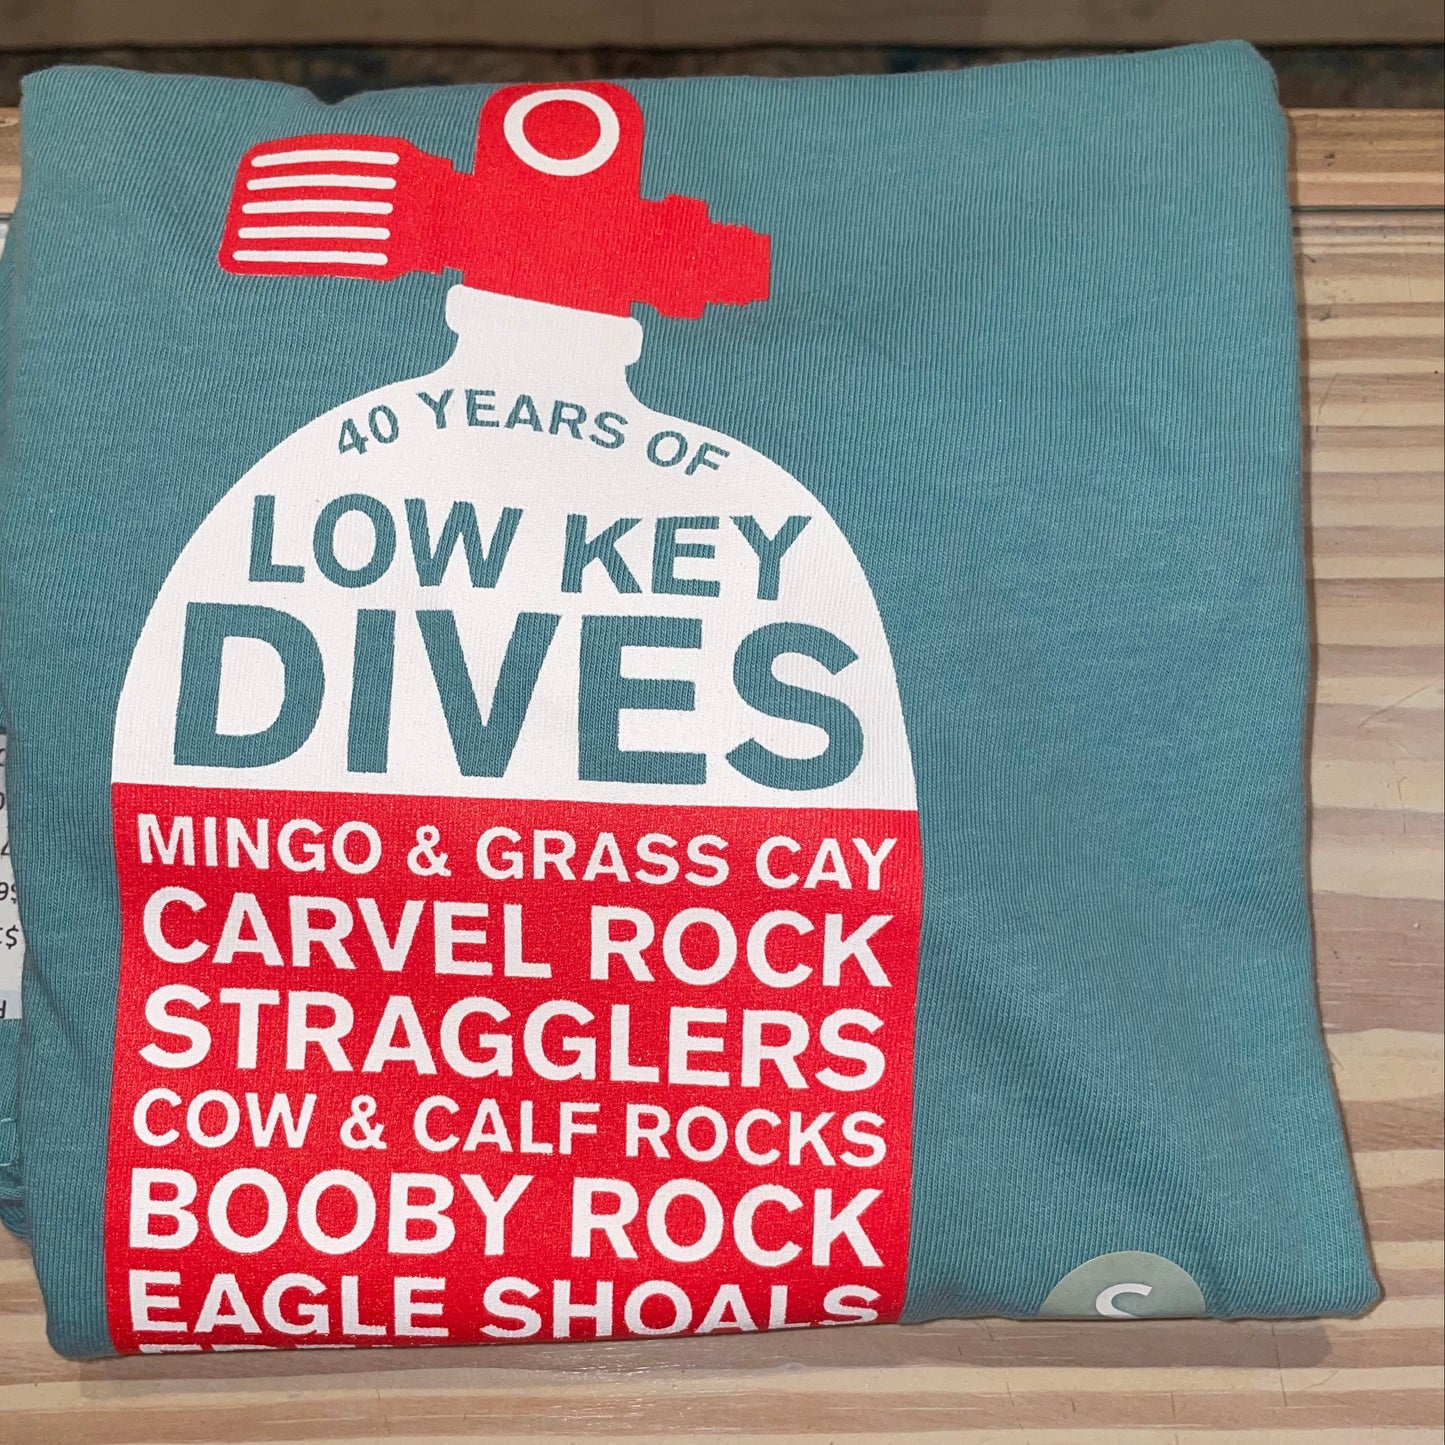 40 YEARS OF
LOW KEY
DIVES
MINGO & GRASS CAY
CARVEL ROCK
STRAGGLERS
COW & CALF ROCKS
BOOBY ROCK
EAGLE SHOALS
S